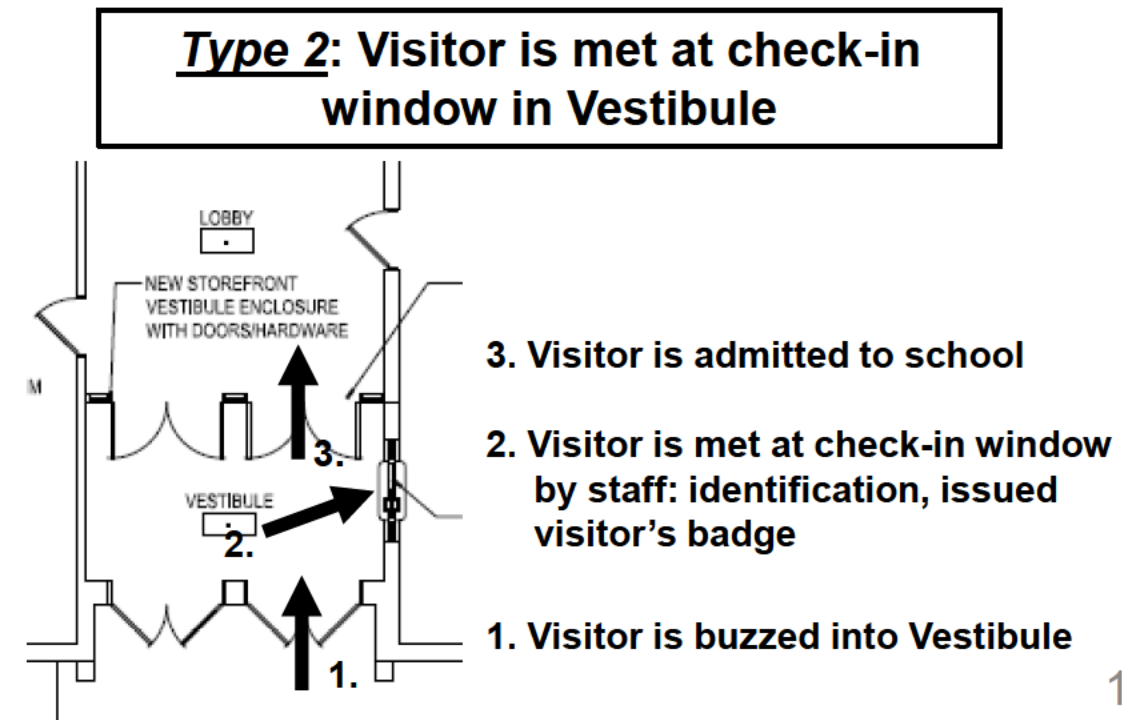 Type 2: Visitor is met at check-in
window in Vestibule
LOBBY
NEW STOREFRONT
VESTIBULE ENCLOSURE
WITH DOORS/HARDWARE
M
3.
VESTIBULE
2.
1.
3. Visitor is admitted to school
2. Visitor is met at check-in window
by staff: identification, issued
visitor's badge
1. Visitor is buzzed into Vestibule
1